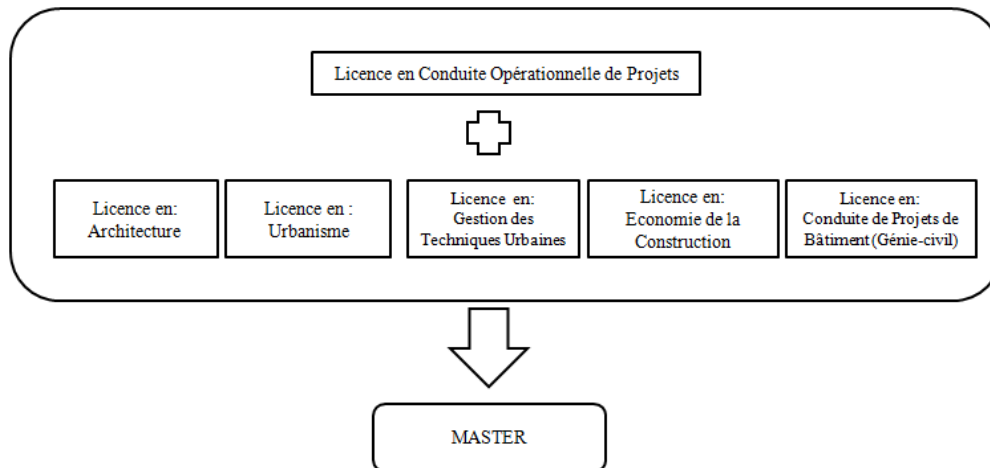 Licence en Conduite Opérationnelle de Projets
Licence en:
Architecture
Licence en :
Urbanisme
Licence en:
Gestion des
Techniques Urbaines
Licence en:
Economie de la
Construction
Licence en:
Conduite de Projets de
Bâtiment (Génie-civil)
MASTER